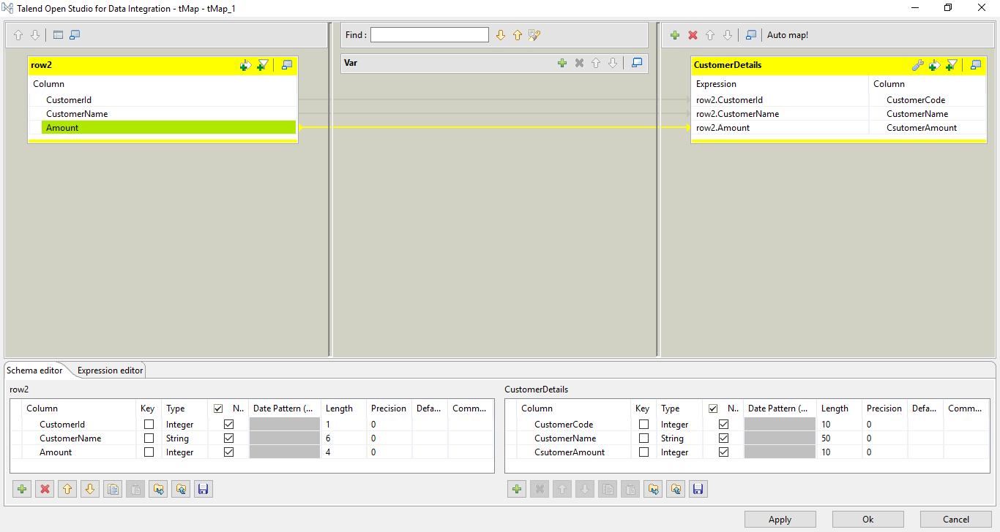 Talend Open Studio for Data Integration - tMap - tMap_1
Find :
Auto map!
row2
Var
CustomerDetails
Column
Expression Column
CustomerId
row2.CustomerId CustomerCode
CustomerName
row2.CustomerName CustomerName
Amount
row2.Amount CsutomerAmount
Schema editor Expression editor
row2
CustomerDetails
Column Key Type N.. Date Pattern (... Length Precision Defa... Comm...
CustomerId Integer 1 0
CustomerName String 6 0
Amount Integer 4 0
Column Key Type N.. Date Pattern (... Length Precision Defa... Comm...
CustomerCode Integer 10 0
CustomerName String 50 0
CsutomerAmount Integer 10 0
Apply Ok Cancel